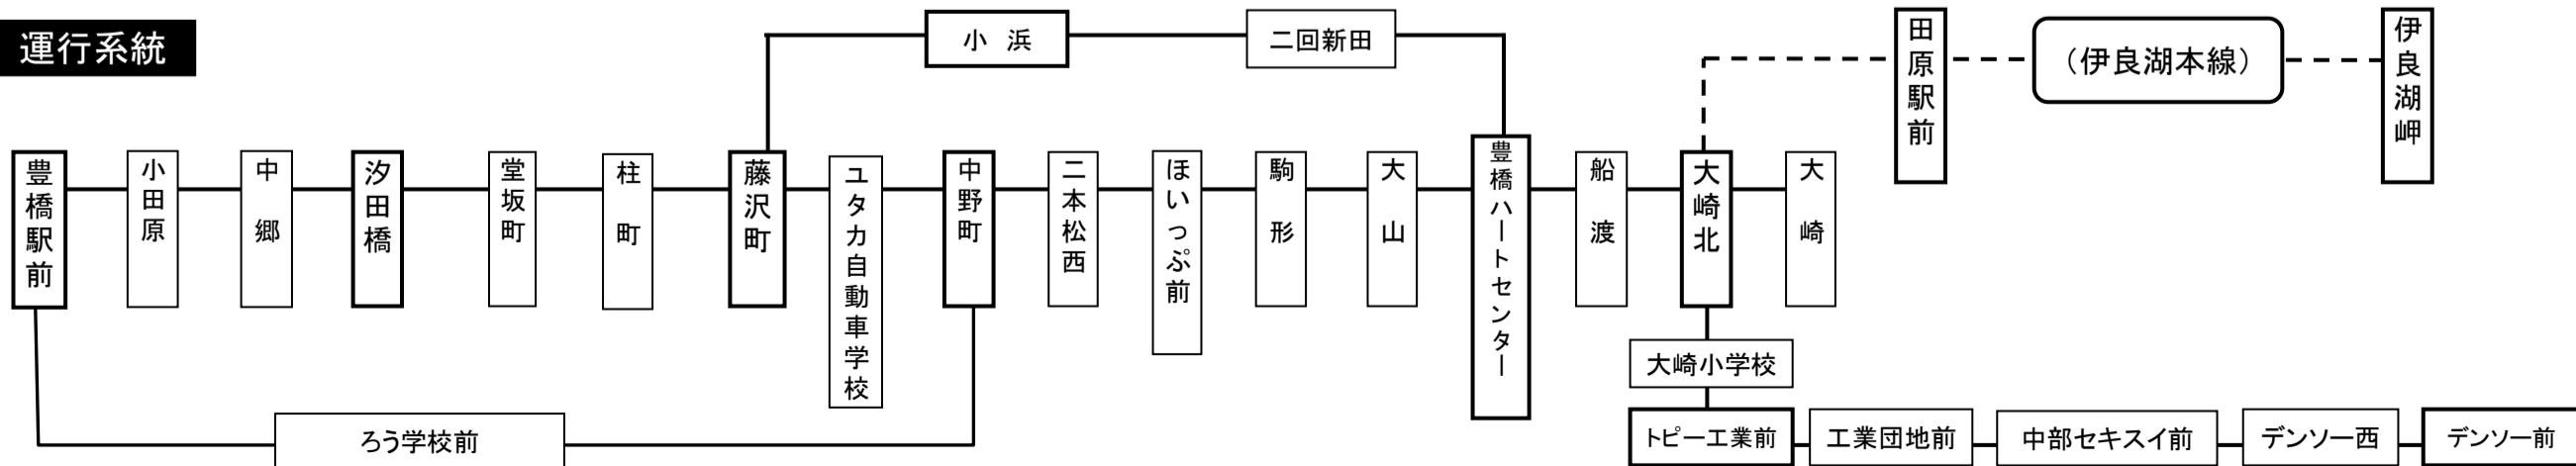 運行系統
小浜
二回新田
田原駅前
（伊良湖本線）
伊良湖岬
豊橋駅前
小田原
中郷
汐田橋
堂坂町
柱町
藤沢町
ユタカ自動車学校
中野町
二本松西
ほいっぷ前
駒形
大山
豊橋ハートセンター
船渡
大崎北
大崎
大崎小学校
ろう学校前
トピー工業前
工業団地前
中部セキスイ前
デンソー西
デンソー前